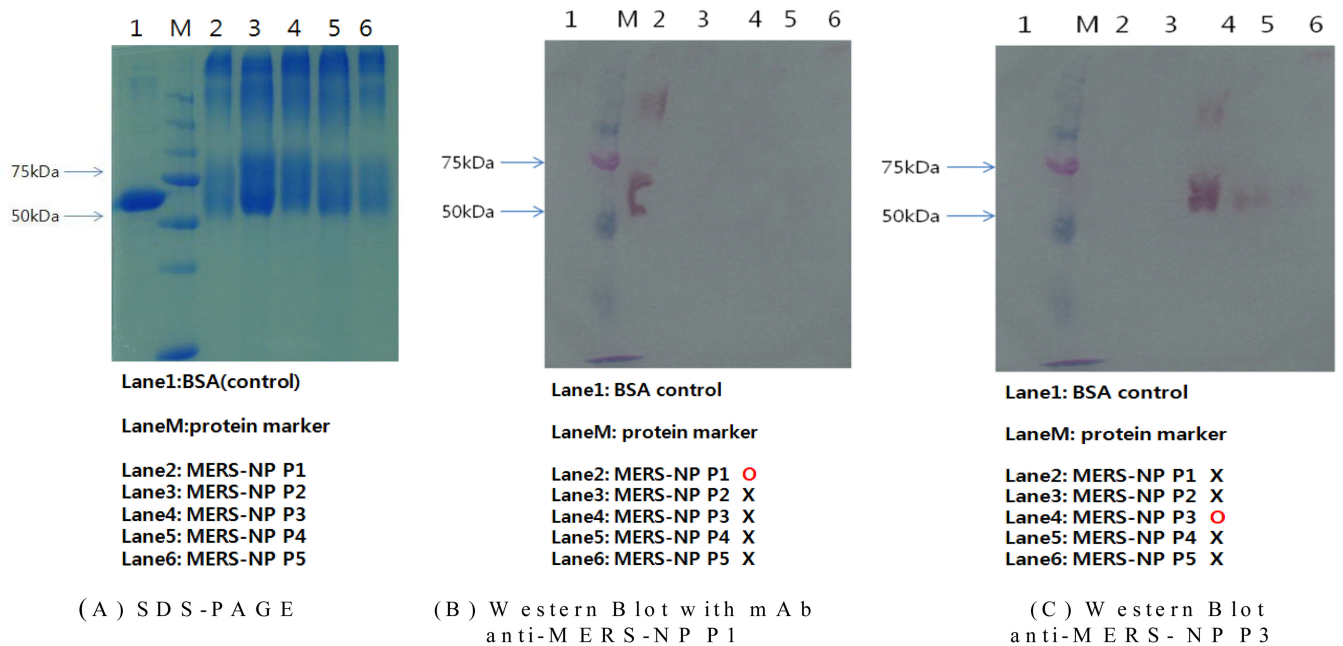 1 M 2 3 4 5 6
75kDa
50kDa
Lane1:BSA(control)
LaneM:protein marker
Lane2: MERS-NP P1
Lane3: MERS-NP P2
Lane4: MERS-NP P3
Lane5: MERS-NP P4
Lane6: MERS-NP P5
(A) SDS-PAGE
1 M 2 3 4 5 6
75kDa
50kDa
Lane1: BSA control
LaneM: protein marker
Lane2: MERS-NP P1 O
Lane3: MERS-NP P2 X
Lane4: MERS-NP P3 X
Lane5: MERS-NP P4 X
Lane6: MERS-NP P5 X
(B) Western Blot with mAb
anti-MERS-NP P1
1 M 2 3 4 5 6
75kDa
50kDa
Lane1: BSA control
LaneM: protein marker
Lane2: MERS-NP P1 X
Lane3: MERS-NP P2 X
Lane4: MERS-NP P3 O
Lane5: MERS-NP P4 X
Lane6: MERS-NP P5 X
(C) Western Blot
anti-MERS- NP P3